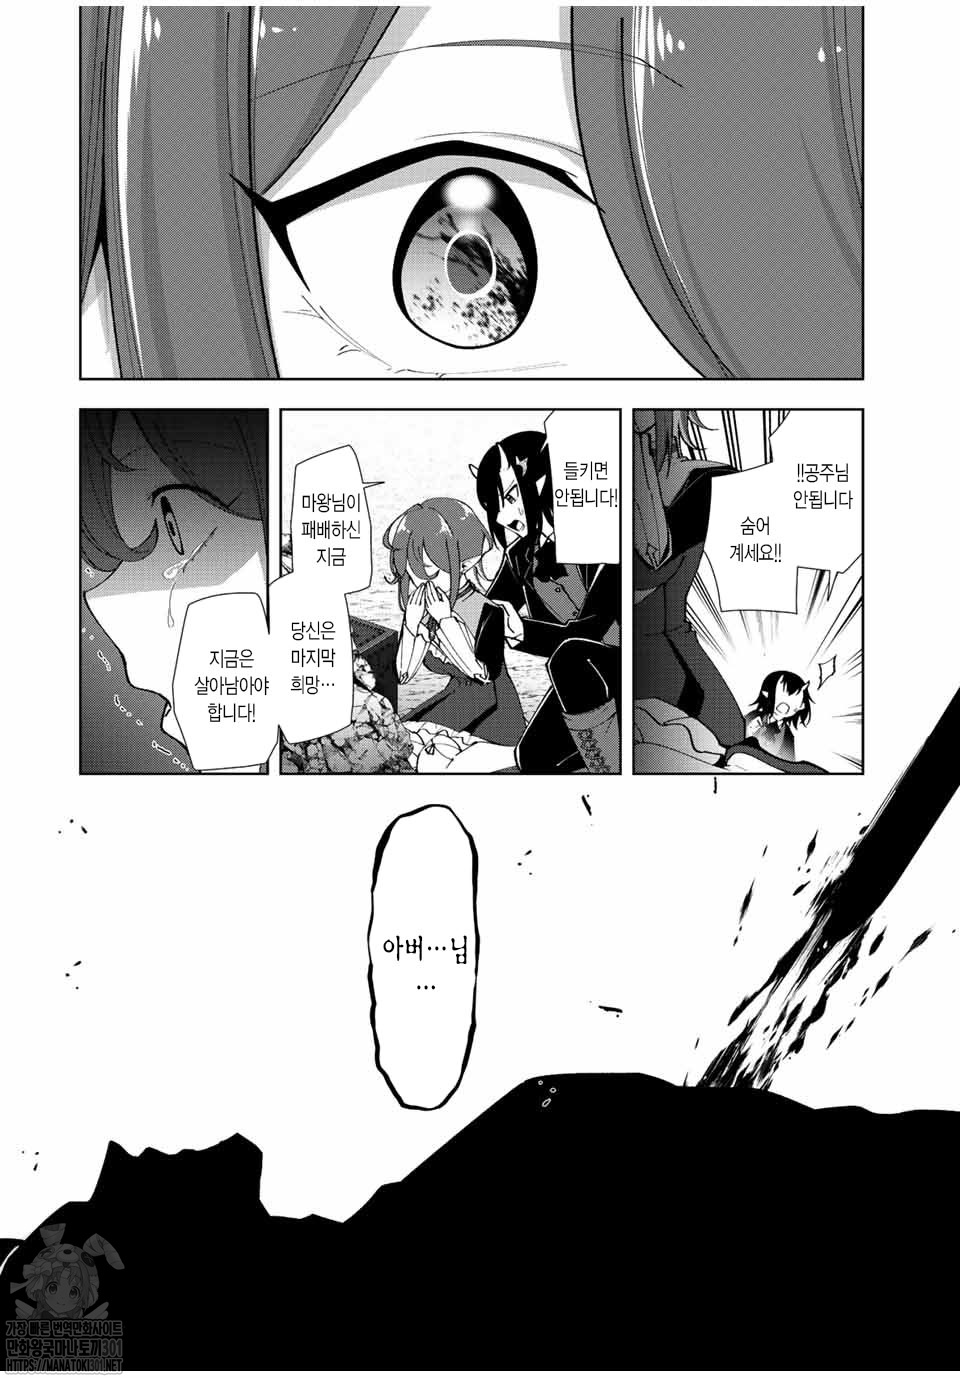 !!공주님
안됩니다
숨어
계세요!!
들키면
안됩니다!
마왕님이
패배하신
지금
당신은
마지막
희망…
지금은
살아남아야
합니다!
아버…님
…
가장 빠른 번역만화사이트
만화왕국마나토끼301
HTTPS://MANATOKI301.NET